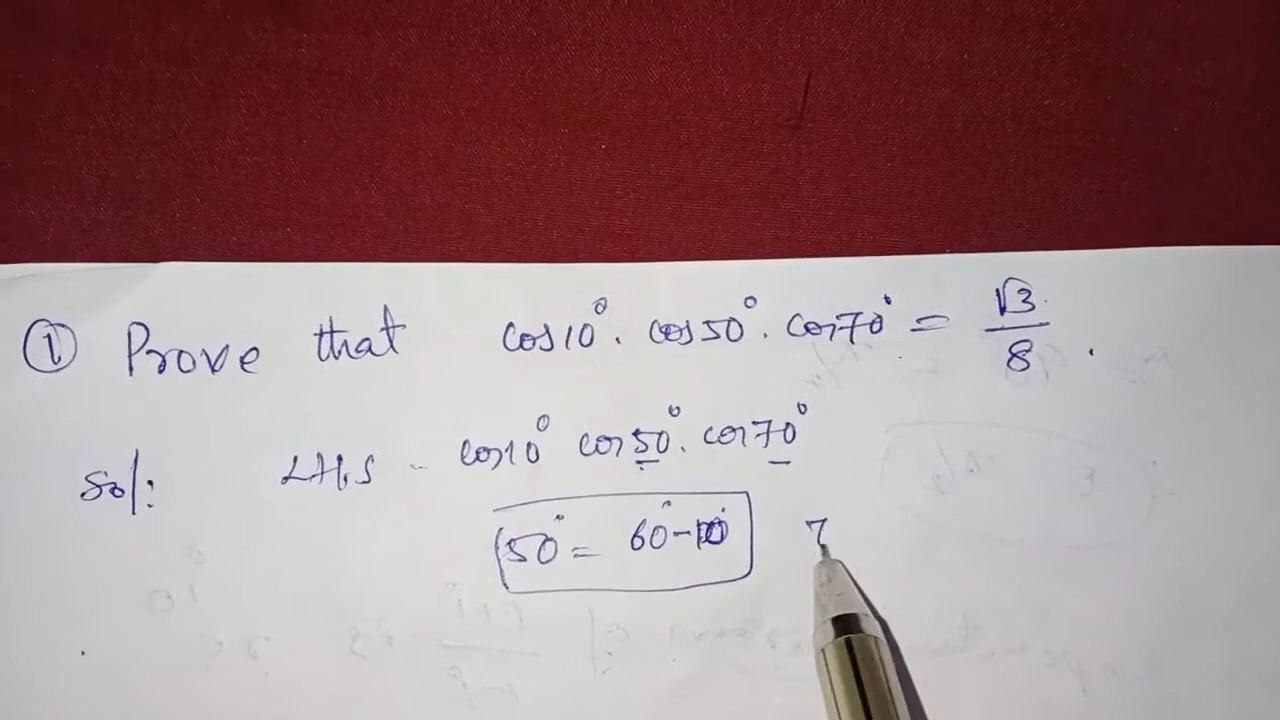 ① Prove that cos10°. cos50°. cos70° = √3/8 .
Sol: LHS = cos10° cos50°. cos70°
50° = 60°-10° 7